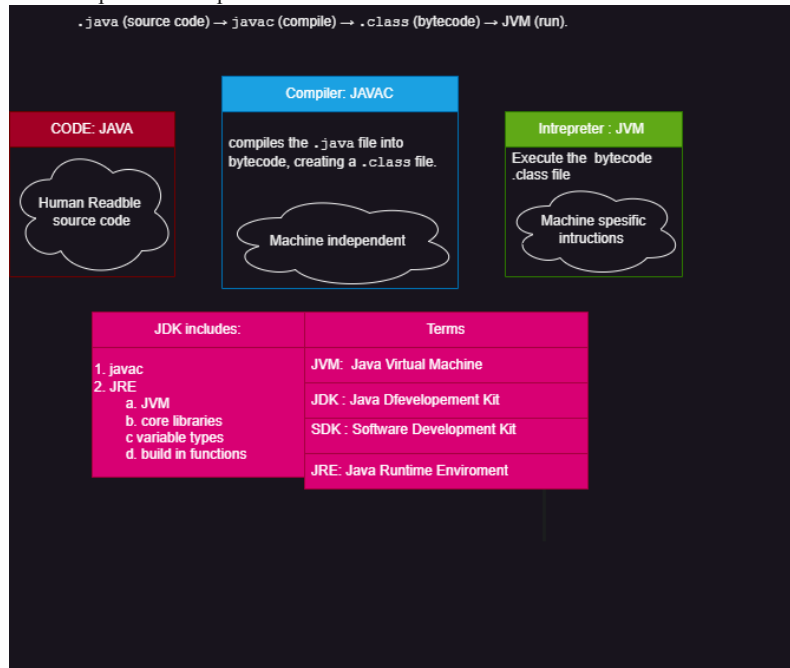 .java (source code) → javac (compile) → .class (bytecode) → JVM (run).
Compiler: JAVAC
CODE: JAVA
Intrepreter : JVM
compiles the .java file into
bytecode, creating a .class file.
Execute the bytecode
.class file
Human Readble
source code
Machine independent
Machine spesific
intructions
JDK includes:
1. javac
2. JRE
a. JVM
b. core libraries
c variable types
d. build in functions
Terms
JVM: Java Virtual Machine
JDK : Java Dfevelopement Kit
SDK : Software Development Kit
JRE: Java Runtime Enviroment